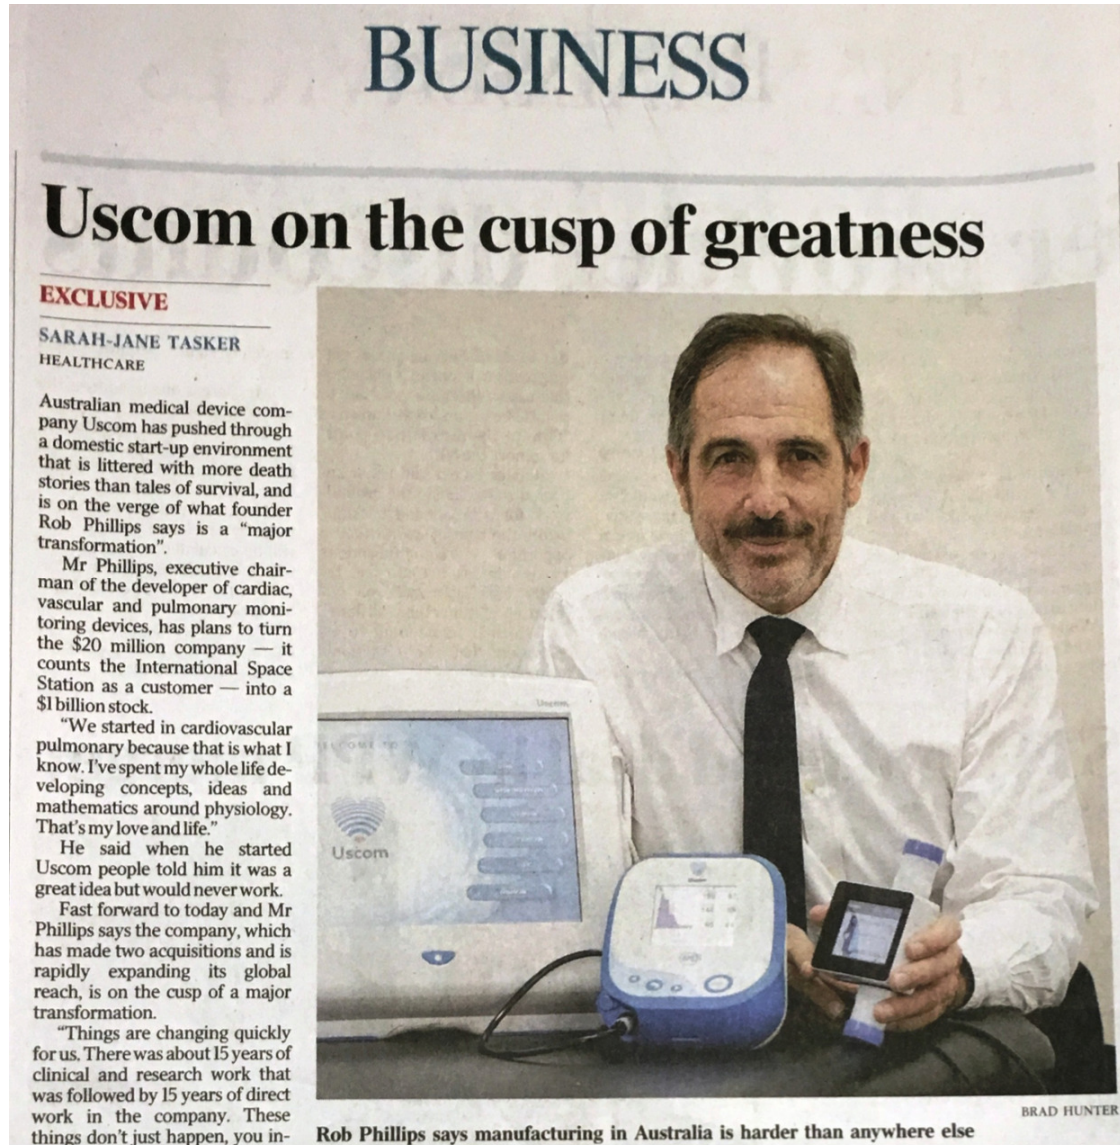 BUSINESS
Uscom on the cusp of greatness
EXCLUSIVE
SARAH-JANE TASKER
HEALTHCARE
Australian medical device com-
pany Uscom has pushed through
a domestic start-up environment
that is littered with more death
stories than tales of survival, and
is on the verge of what founder
Rob Phillips says is a “major
transformation”.
Mr Phillips, executive chair-
man of the developer of cardiac,
vascular and pulmonary moni-
toring devices, has plans to turn
the $20 million company — it
counts the International Space
Station as a customer — into a
$1 billion stock.
“We started in cardiovascular
pulmonary because that is what I
know. I've spent my whole life de-
veloping concepts, ideas and
mathematics around physiology.
That's my love and life.”
He said when he started
Uscom people told him it was a
great idea but would never work.
Fast forward to today and Mr
Phillips says the company, which
has made two acquisitions and is
rapidly expanding its global
reach, is on the cusp of a major
transformation.
“Things are changing quickly
for us. There was about 15 years of
clinical and research work that
was followed by 15 years of direct
work in the company. These
things don't just happen, you in-
Uscom
WELCOME TO
Uscom
BRAD HUNTER
Rob Phillips says manufacturing in Australia is harder than anywhere else